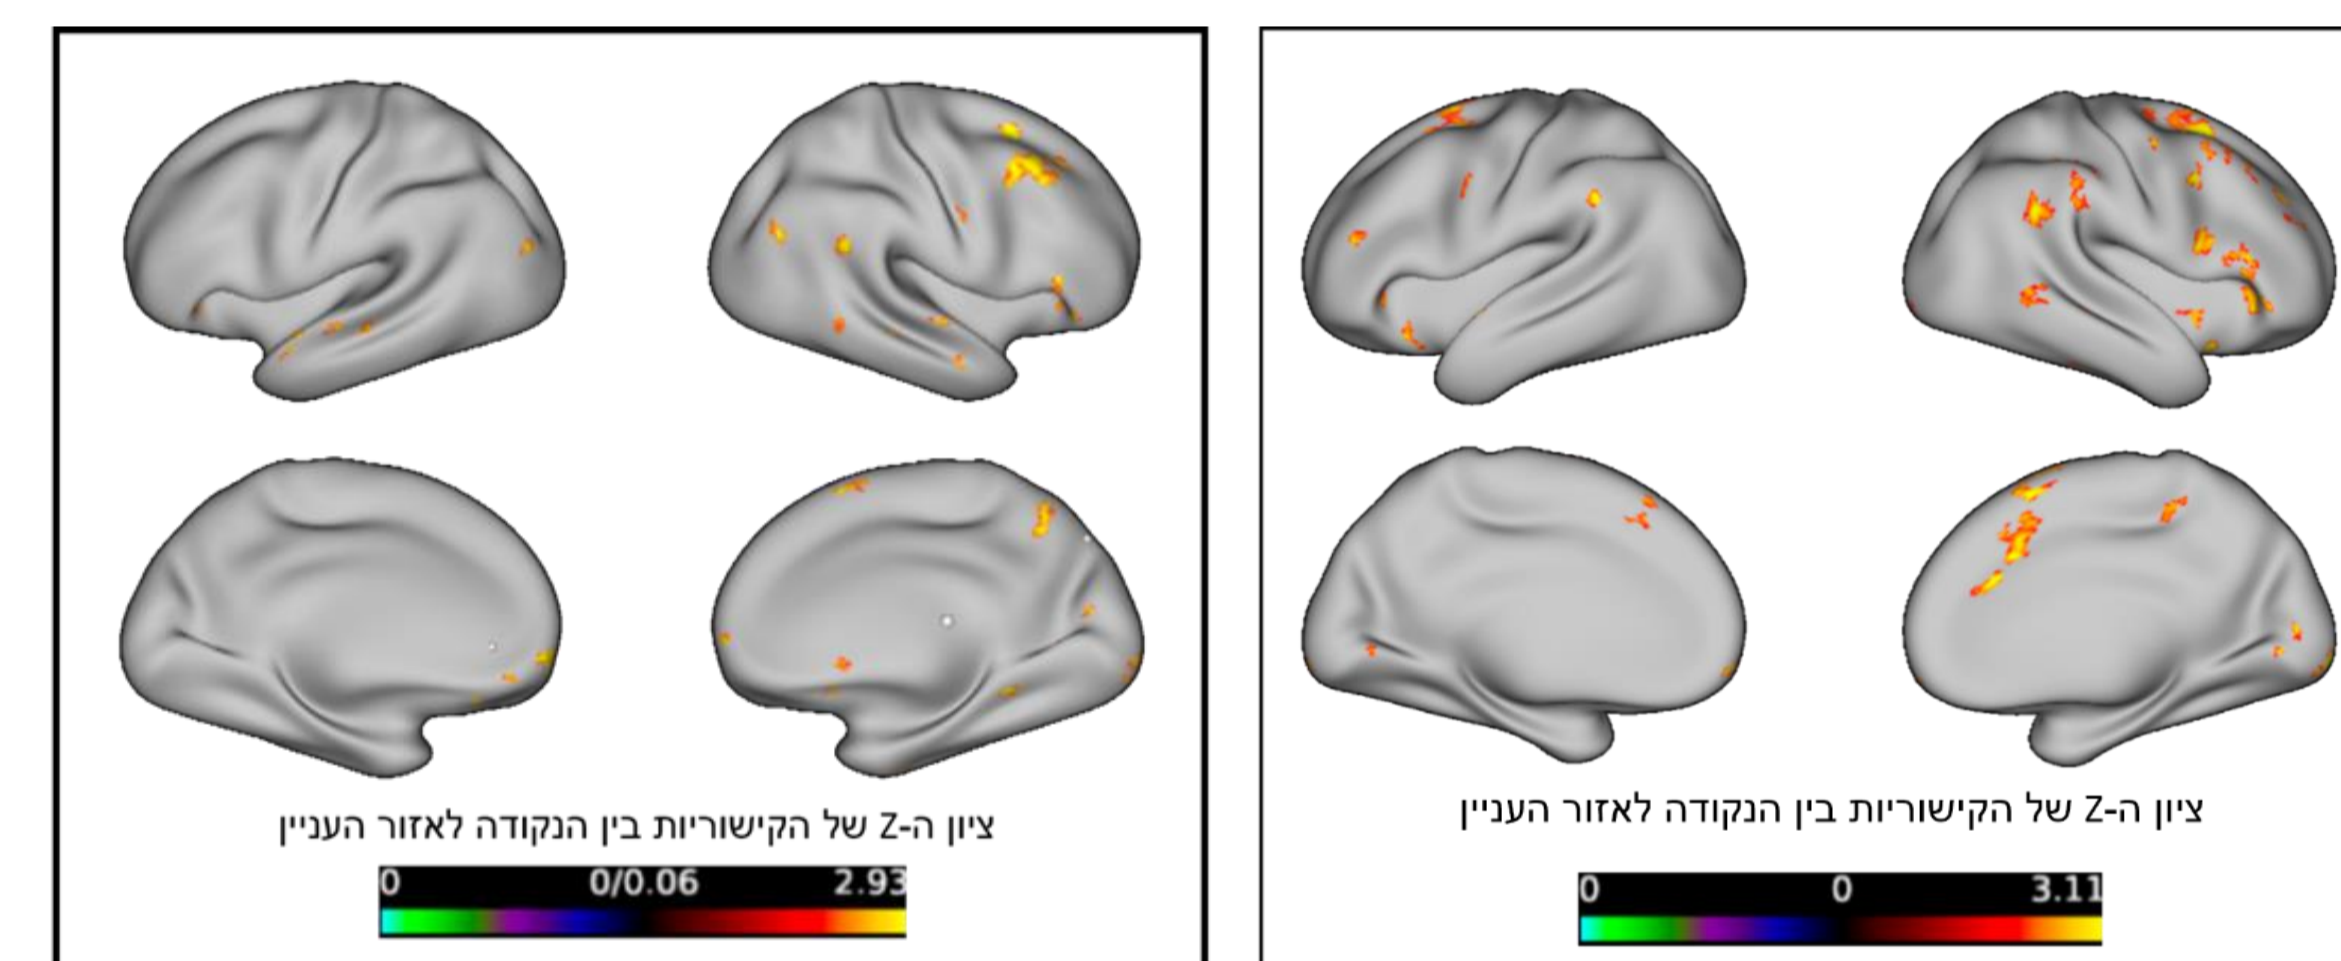 ציון ה-Z של הקישוריות בין הנקודה לאזור העניין
0 0/0.06 2.93
ציון ה-Z של הקישוריות בין הנקודה לאזור העניין
0 0 3.11